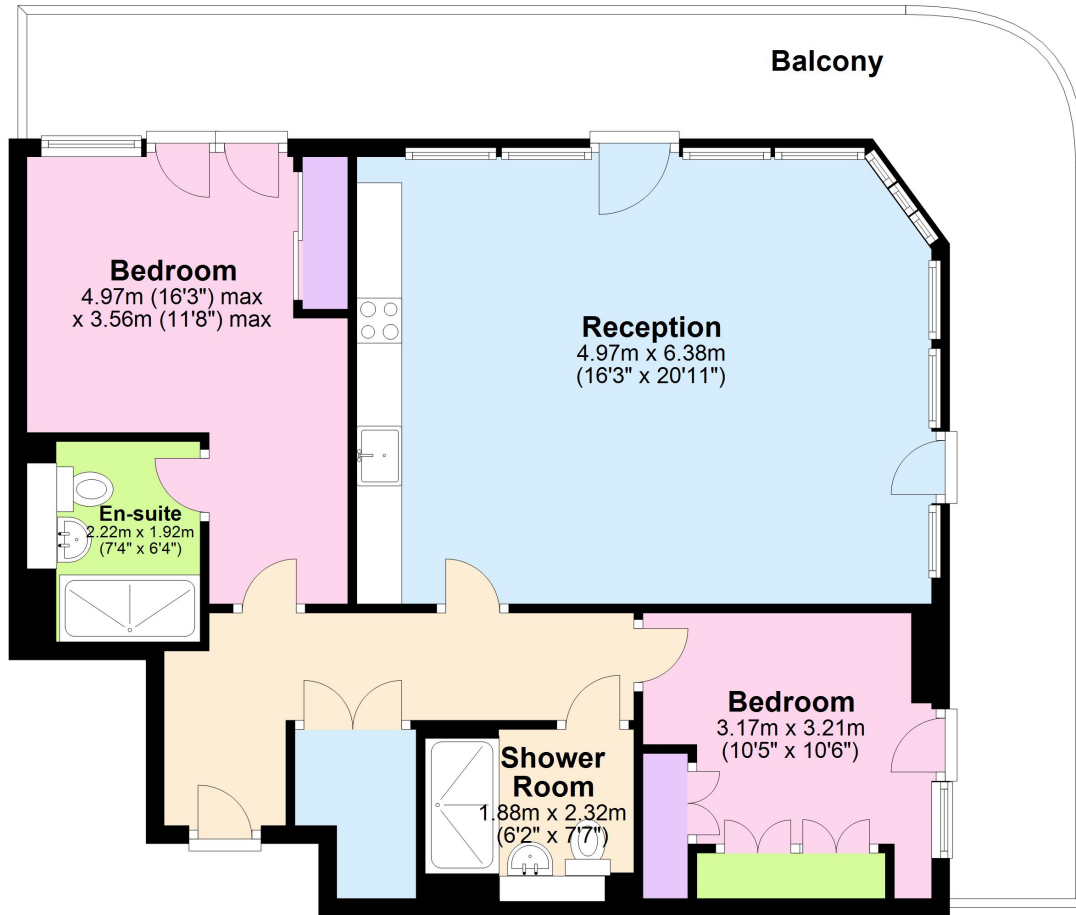 Balcony
Bedroom
4.97m (16'3") max
x 3.56m (11'8") max
Reception
4.97m x 6.38m
(16'3" x 20'11")
En-suite
2.22m x 1.92m
(7'4" x 6'4")
Bedroom
3.17m x 3.21m
(10'5" x 10'6")
Shower
Room
1.88m x 2.32m
(6'2" x 7'7")